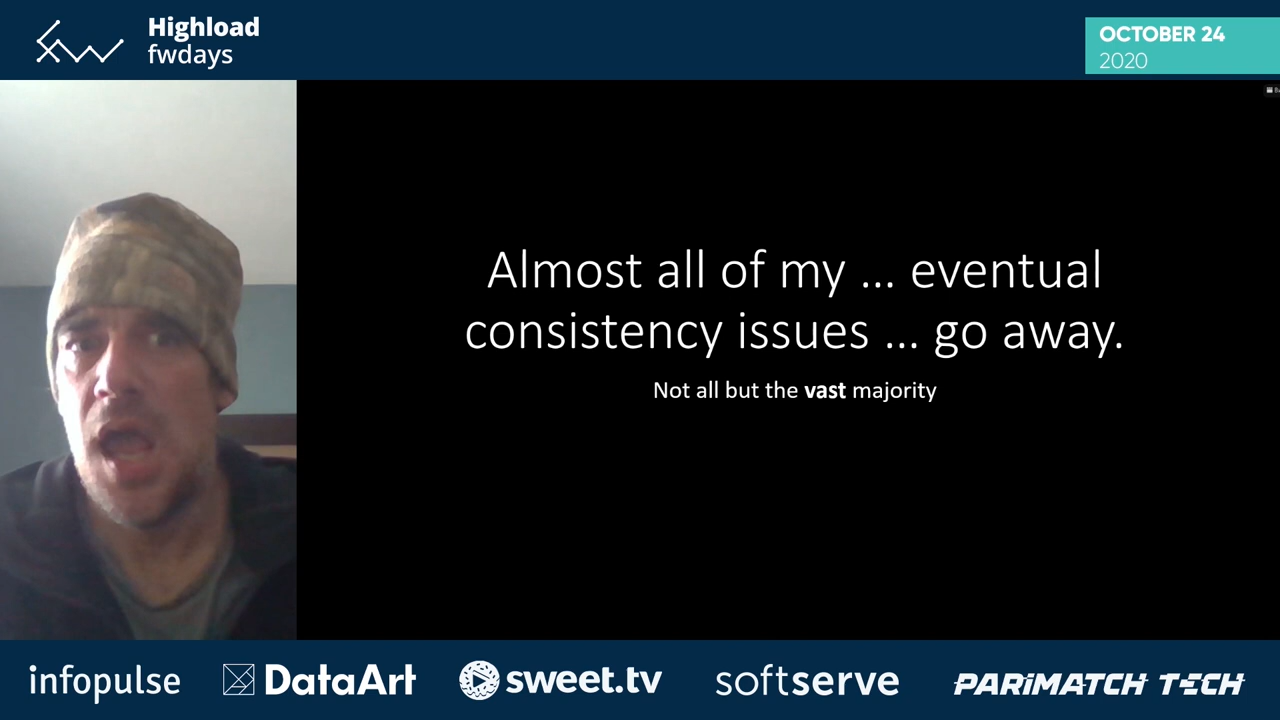 Highload
fwdays
OCTOBER 24
2020
Almost all of my ... eventual
consistency issues ... go away.
Not all but the vast majority
infopulse
DataArt
sweet.tv
softserve
PARIMATCH TECH